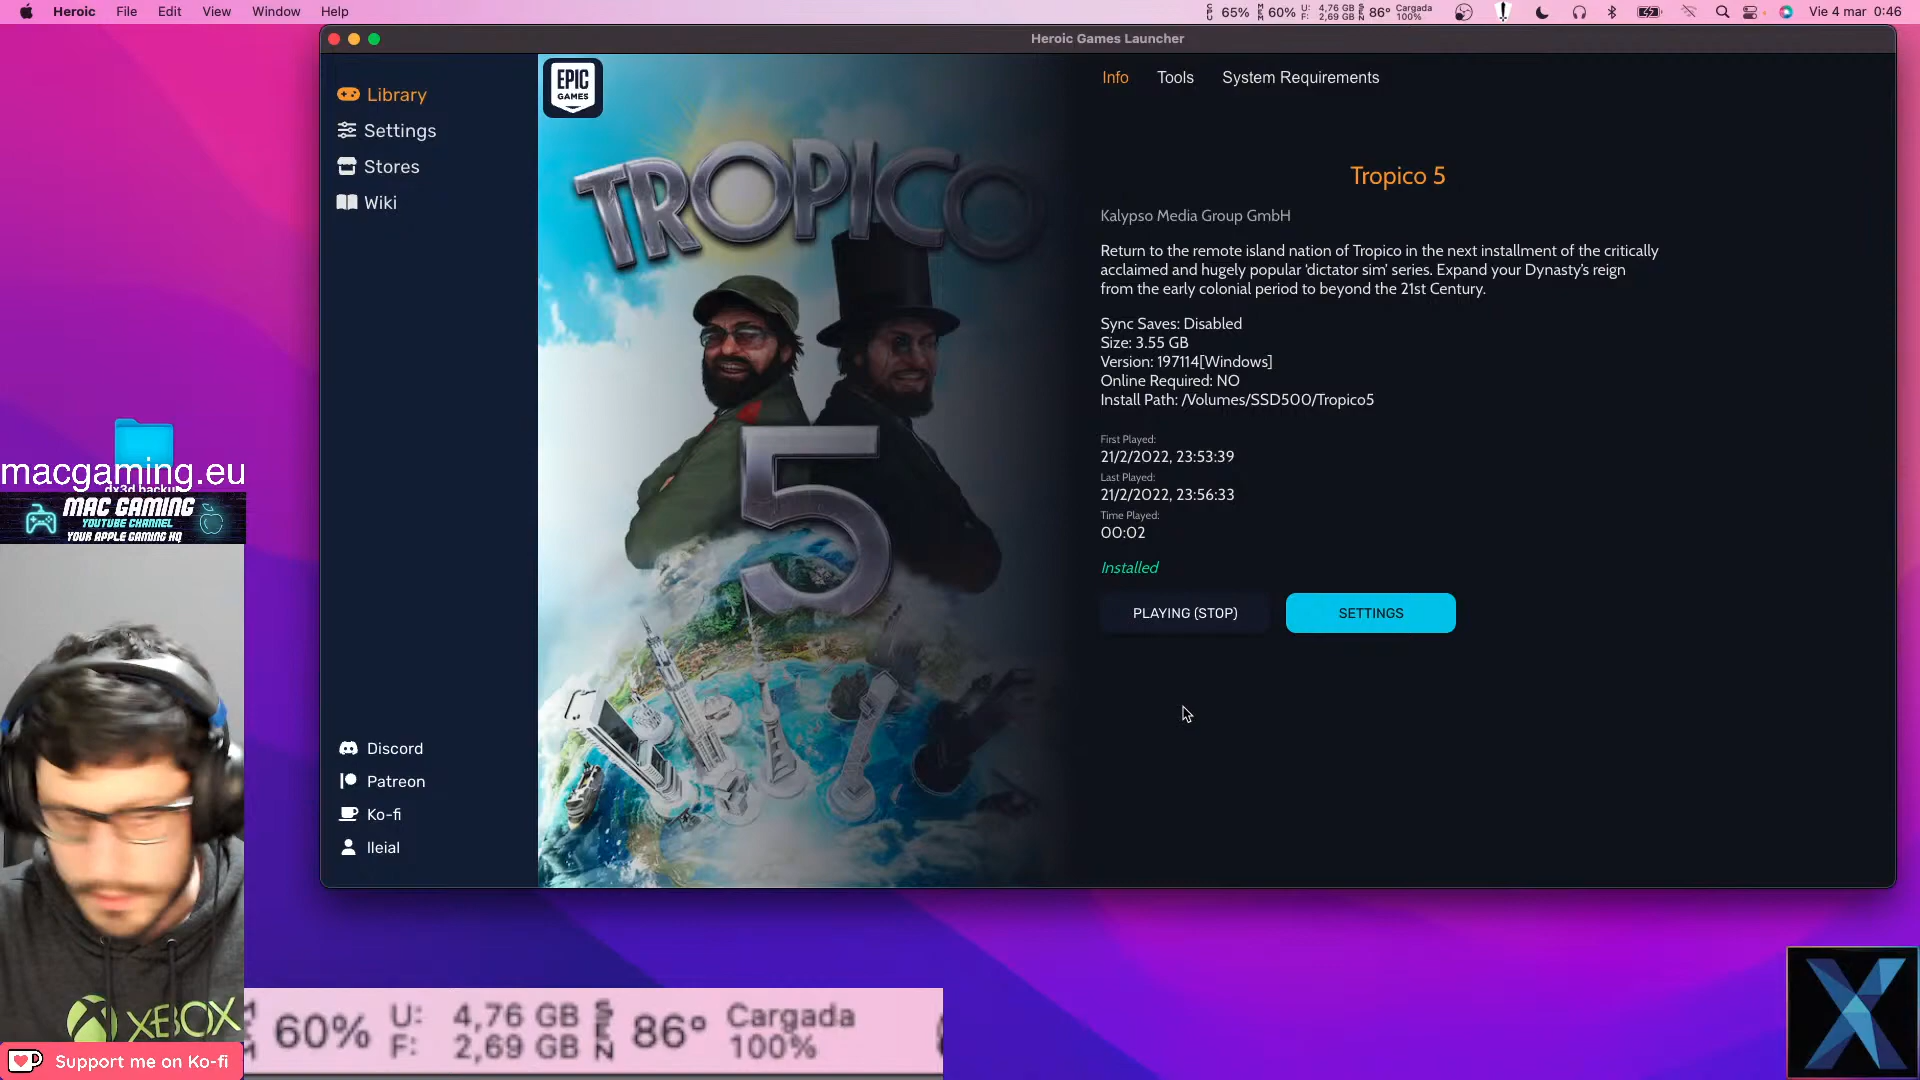 Heroic File Edit View Window Help
CPU 65% MEM 60% U: 4,76 GB F: 2,69 GB SEN 86° Cargada 100% Vie 4 mar 0:46
Heroic Games Launcher
Library
Settings
Stores
Wiki
EPIC
GAMES
TROPICO
5
Info Tools System Requirements
Tropico 5
Kalypso Media Group GmbH
Return to the remote island nation of Tropico in the next installment of the critically
acclaimed and hugely popular ‘dictator sim’ series. Expand your Dynasty's reign
from the early colonial period to beyond the 21st Century.
Sync Saves: Disabled
Size: 3.55 GB
Version: 197114[Windows]
Online Required: NO
Install Path: /Volumes/SSD500/Tropico5
First Played:
21/2/2022, 23:53:39
Last Played:
21/2/2022, 23:56:33
Time Played:
00:02
Installed
PLAYING (STOP) SETTINGS
Discord
Patreon
Ko-fi
lleial
dx3d backup
macgaming.eu
MAC GAMING
YOUTUBE CHANNEL
YOUR APPLE GAMING HQ
XBOX
Support me on Ko-fi
60% U: 4,76 GB SEN 86° Cargada
F: 2,69 GB 100%